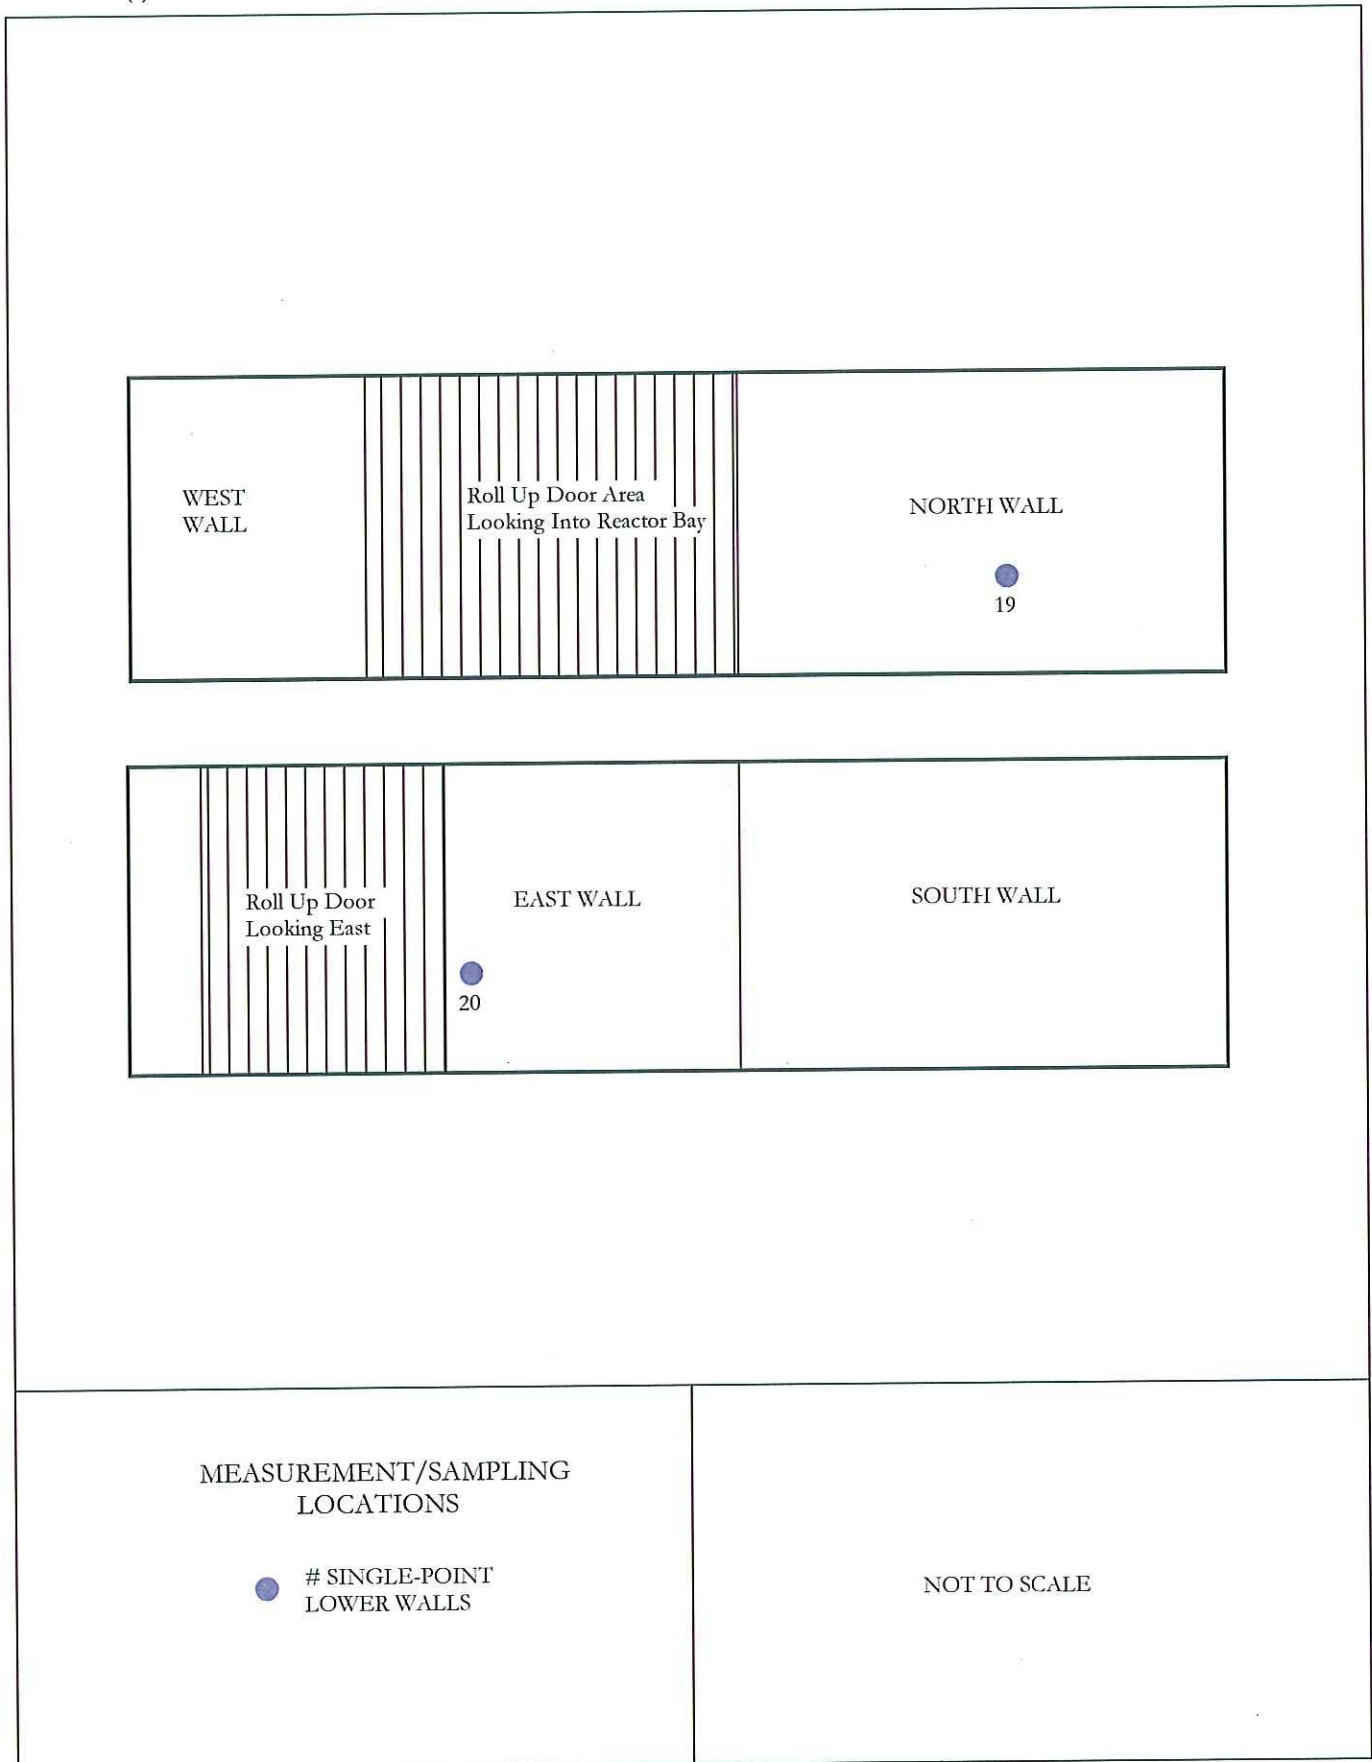 WEST
WALL
Roll Up Door Area
Looking Into Reactor Bay
NORTH WALL
19
Roll Up Door
Looking East
EAST WALL
SOUTH WALL
20
MEASUREMENT/SAMPLING
LOCATIONS
# SINGLE-POINT
LOWER WALLS
NOT TO SCALE